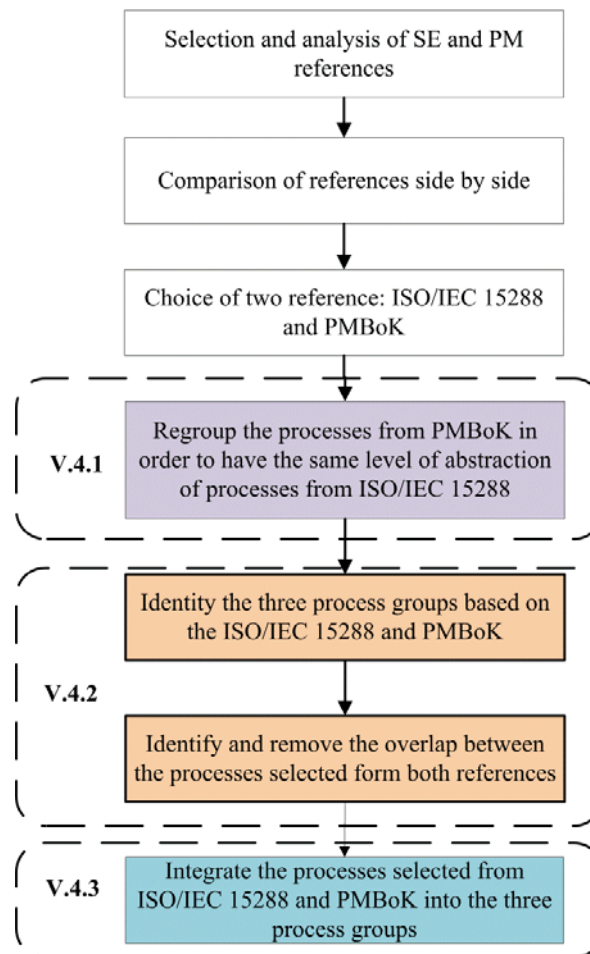 Selection and analysis of SE and PM
references
Comparison of references side by side
Choice of two reference: ISO/IEC 15288
and PMBoK
V.4.1
Regroup the processes from PMBoK in
order to have the same level of abstraction
of processes from ISO/IEC 15288
V.4.2
Identity the three process groups based on
the ISO/IEC 15288 and PMBoK
Identify and remove the overlap between
the processes selected form both references
V.4.3
Integrate the processes selected from
ISO/IEC 15288 and PMBoK into the three
process groups